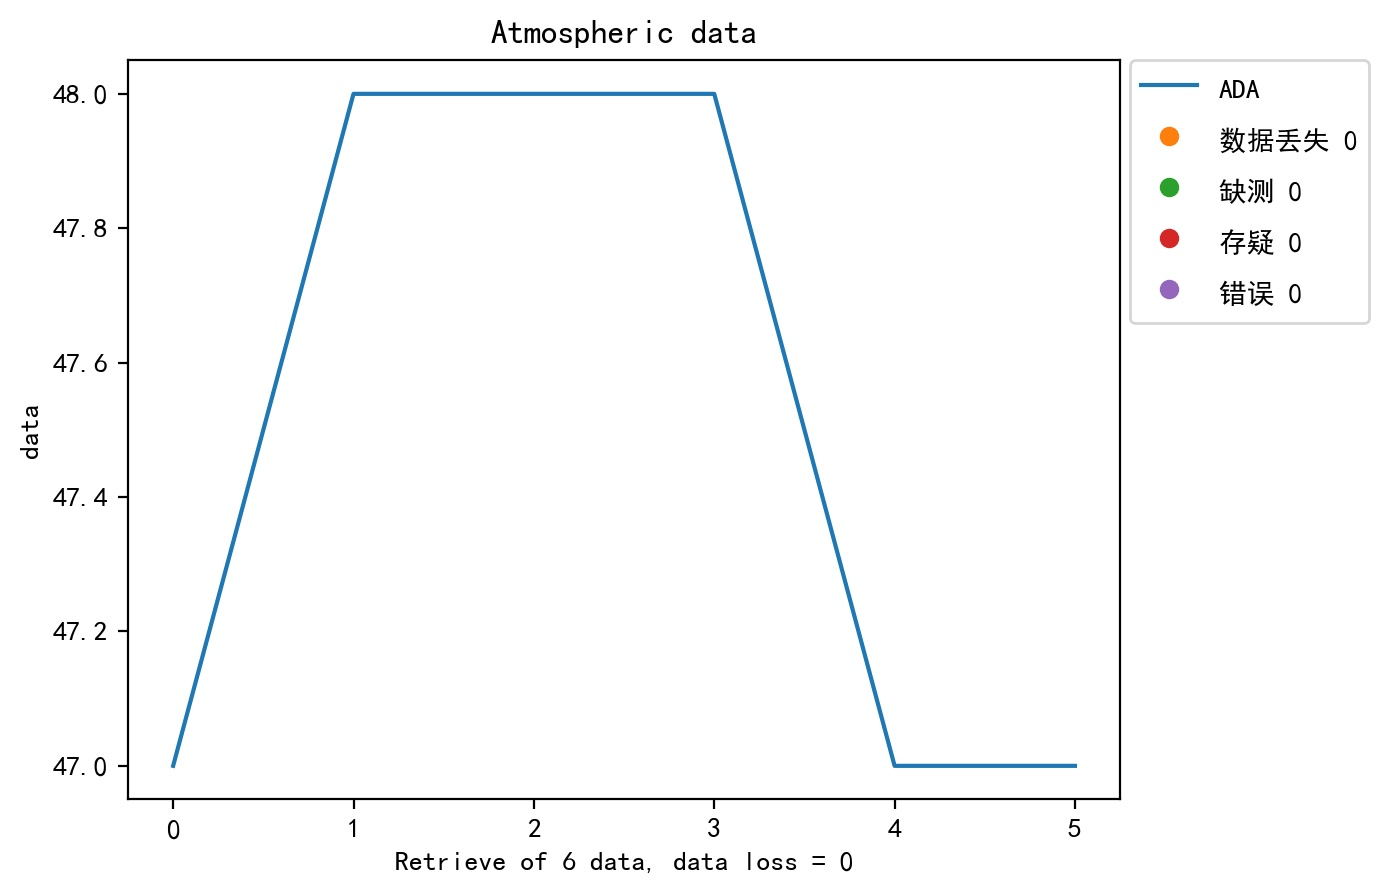 Atmospheric data
48.0
47.8
47.6
47.4
47.2
47.0
data
0 1 2 3 4 5
Retrieve of 6 data, data loss = 0
ADA
数据丢失 0
缺测 0
存疑 0
错误 0